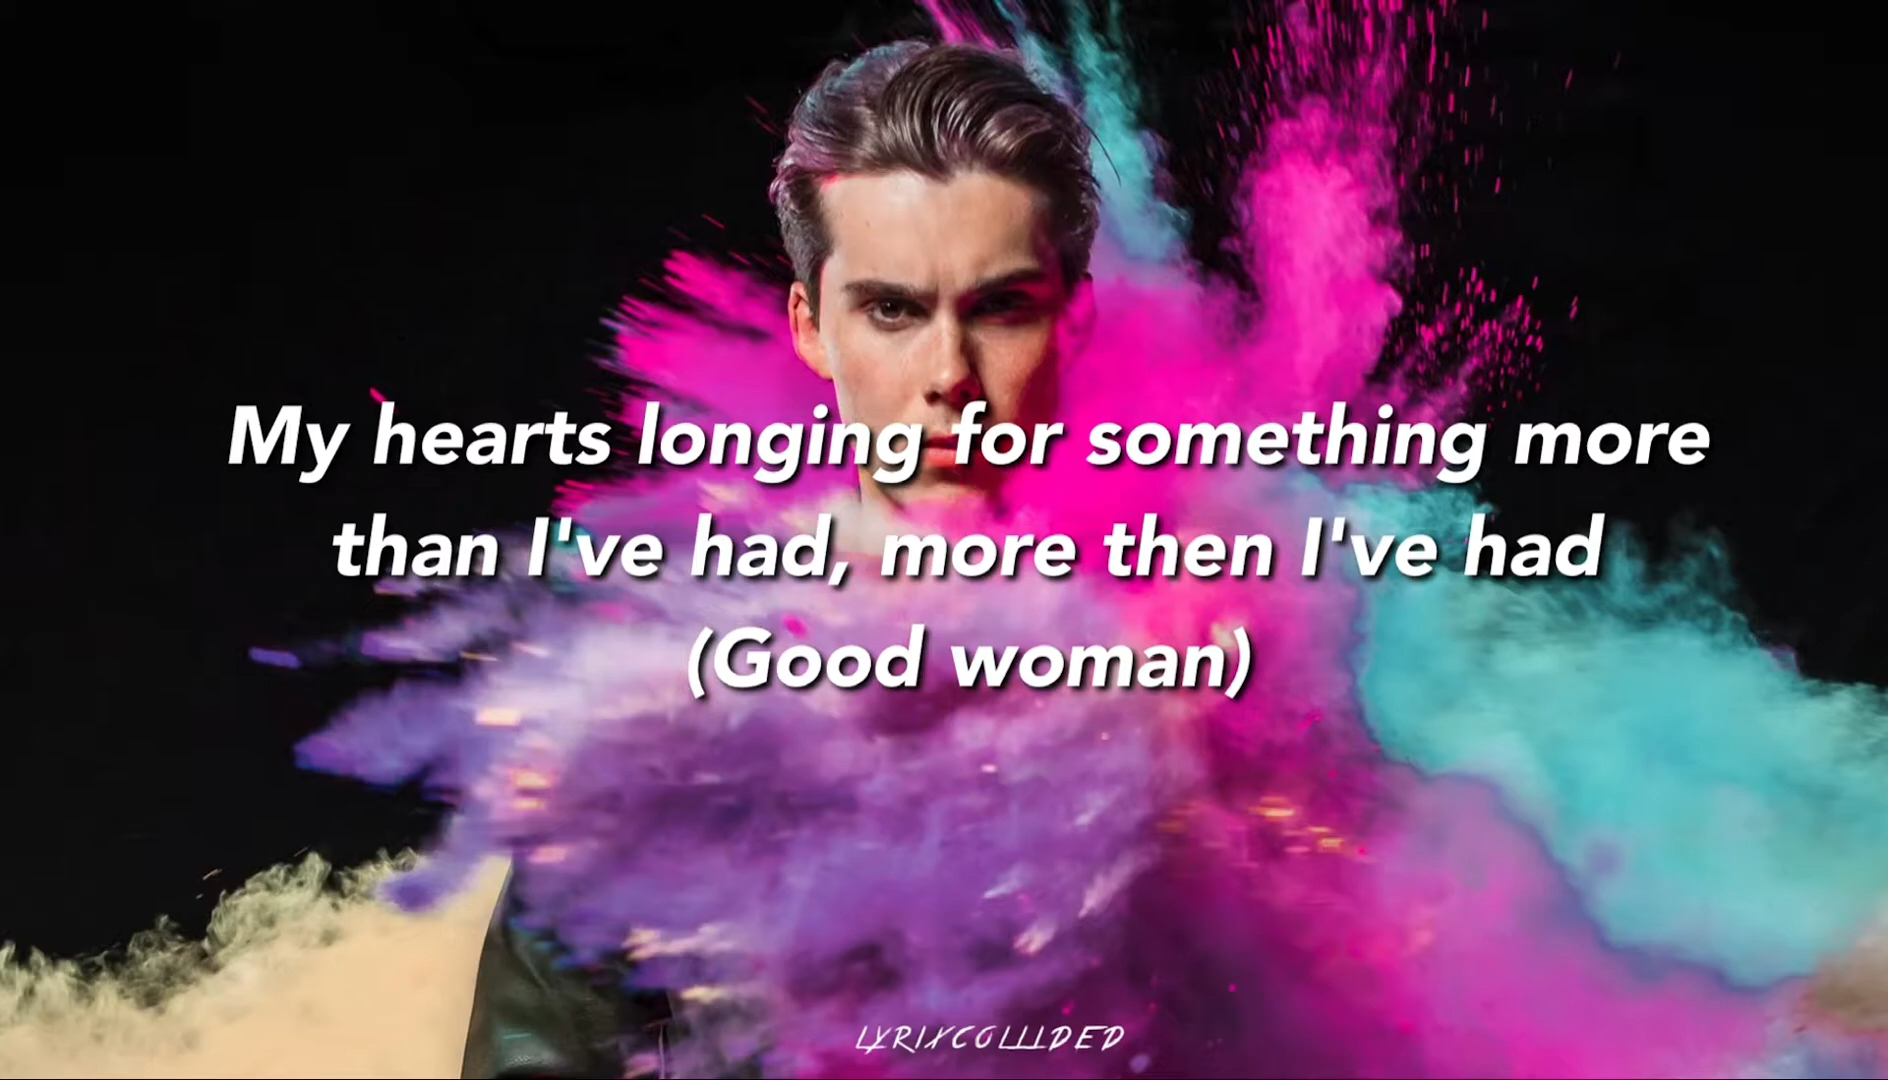 My hearts longing for something more
than I've had, more then I've had
(Good woman)
LYRIXCOLLIDED